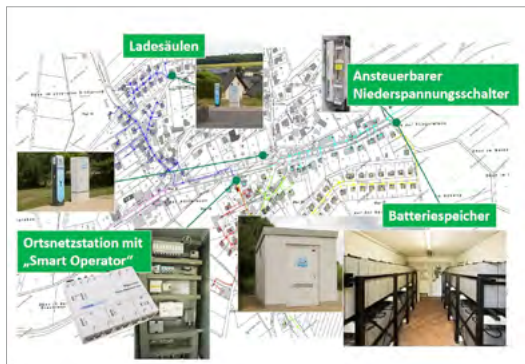 Ladesäulen
Ansteuerbarer
Niederspannungsschalter
Batteriespeicher
Ortsnetzstation mit
„Smart Operator“